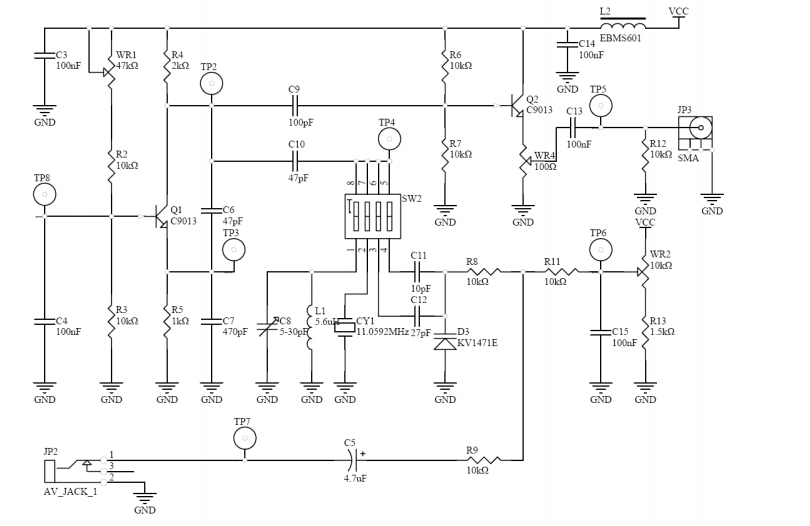 L2
VCC
EBMS601
C3
100nF
WR1
47kΩ
R4
2kΩ
TP2
R6
10kΩ
C14
100nF
GND
GND
C9
100pF
Q2
C9013
TP5
C13
100nF
JP3
SMA
TP4
C10
47pF
R2
10kΩ
R7
10kΩ
WR4
100Ω
R12
10kΩ
TP8
8
7
6
5
SW2
GND
GND
GND
GND
Q1
C9013
C6
47pF
TP3
VCC
TP6
1
2
3
4
C11
10pF
R8
10kΩ
R11
10kΩ
WR2
10kΩ
C4
100nF
R3
10kΩ
R5
1kΩ
C7
470pF
C8
5-30pF
L1
5.6uH
CY1
11.0592MHz
C12
27pF
D3
KV1471E
C15
100nF
R13
1.5kΩ
GND
GND
GND
GND
GND
GND
GND
GND
GND
GND
TP7
JP2
1
3
2
AV_JACK_1
GND
C5
+
4.7uF
R9
10kΩ